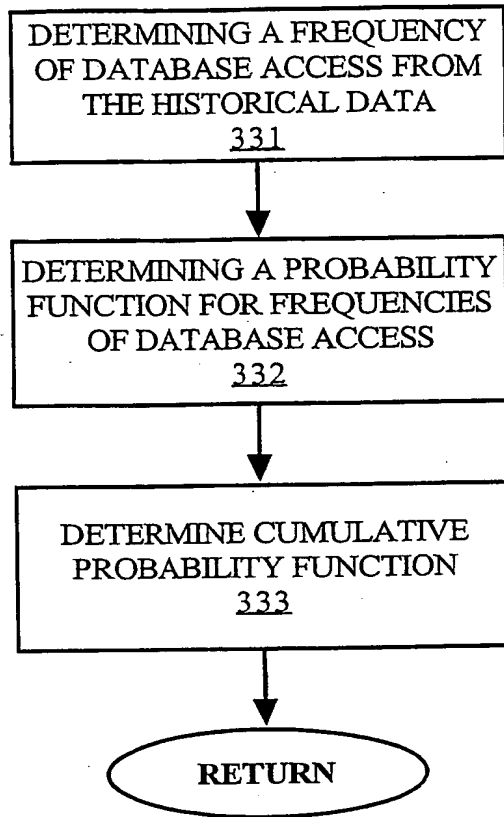 DETERMINING A FREQUENCY
OF DATABASE ACCESS FROM
THE HISTORICAL DATA
331
DETERMINING A PROBABILITY
FUNCTION FOR FREQUENCIES
OF DATABASE ACCESS
332
DETERMINE CUMULATIVE
PROBABILITY FUNCTION
333
RETURN